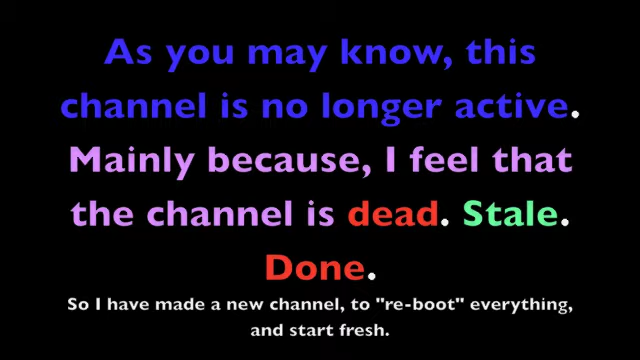 As you may know, this
channel is no longer active.
Mainly because, I feel that
the channel is dead. Stale.
Done.
So I have made a new channel, to "re-boot" everything,
and start fresh.